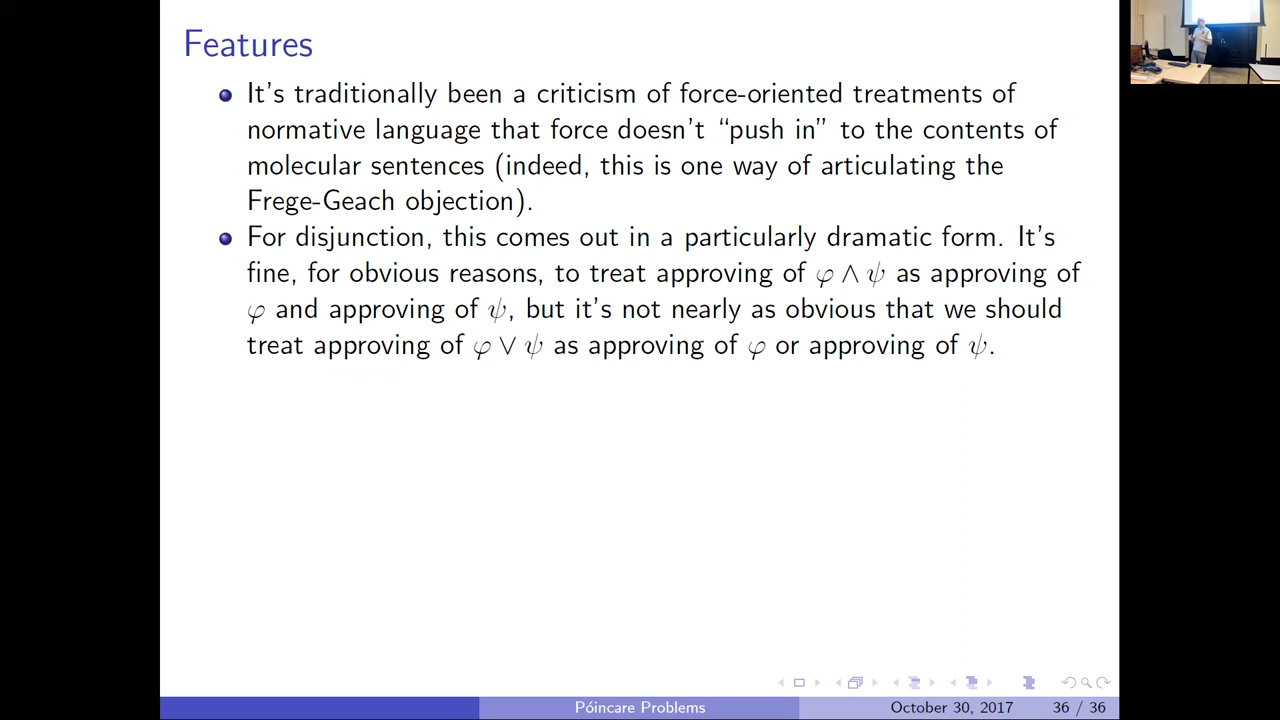 Features
It's traditionally been a criticism of force-oriented treatments of
normative language that force doesn't “push in” to the contents of
molecular sentences (indeed, this is one way of articulating the
Frege-Geach objection).
For disjunction, this comes out in a particularly dramatic form. It's
fine, for obvious reasons, to treat approving of φ ∧ ψ as approving of
φ and approving of ψ, but it's not nearly as obvious that we should
treat approving of φ ∨ ψ as approving of φ or approving of ψ.
Póincare Problems
October 30, 2017
36 / 36